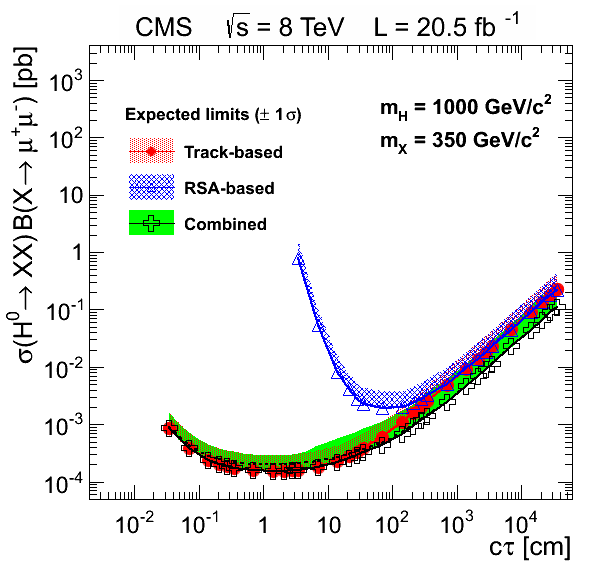 CMS √s = 8 TeV L = 20.5 fb⁻¹
σ(H⁰→ XX)B(X→ μ⁺μ⁻) [pb]
10³
10²
10
1
10⁻¹
10⁻²
10⁻³
10⁻⁴
Expected limits (± 1σ)
Track-based
RSA-based
Combined
m_H = 1000 GeV/c²
m_X = 350 GeV/c²
10⁻² 10⁻¹ 1 10 10² 10³ 10⁴
cτ [cm]